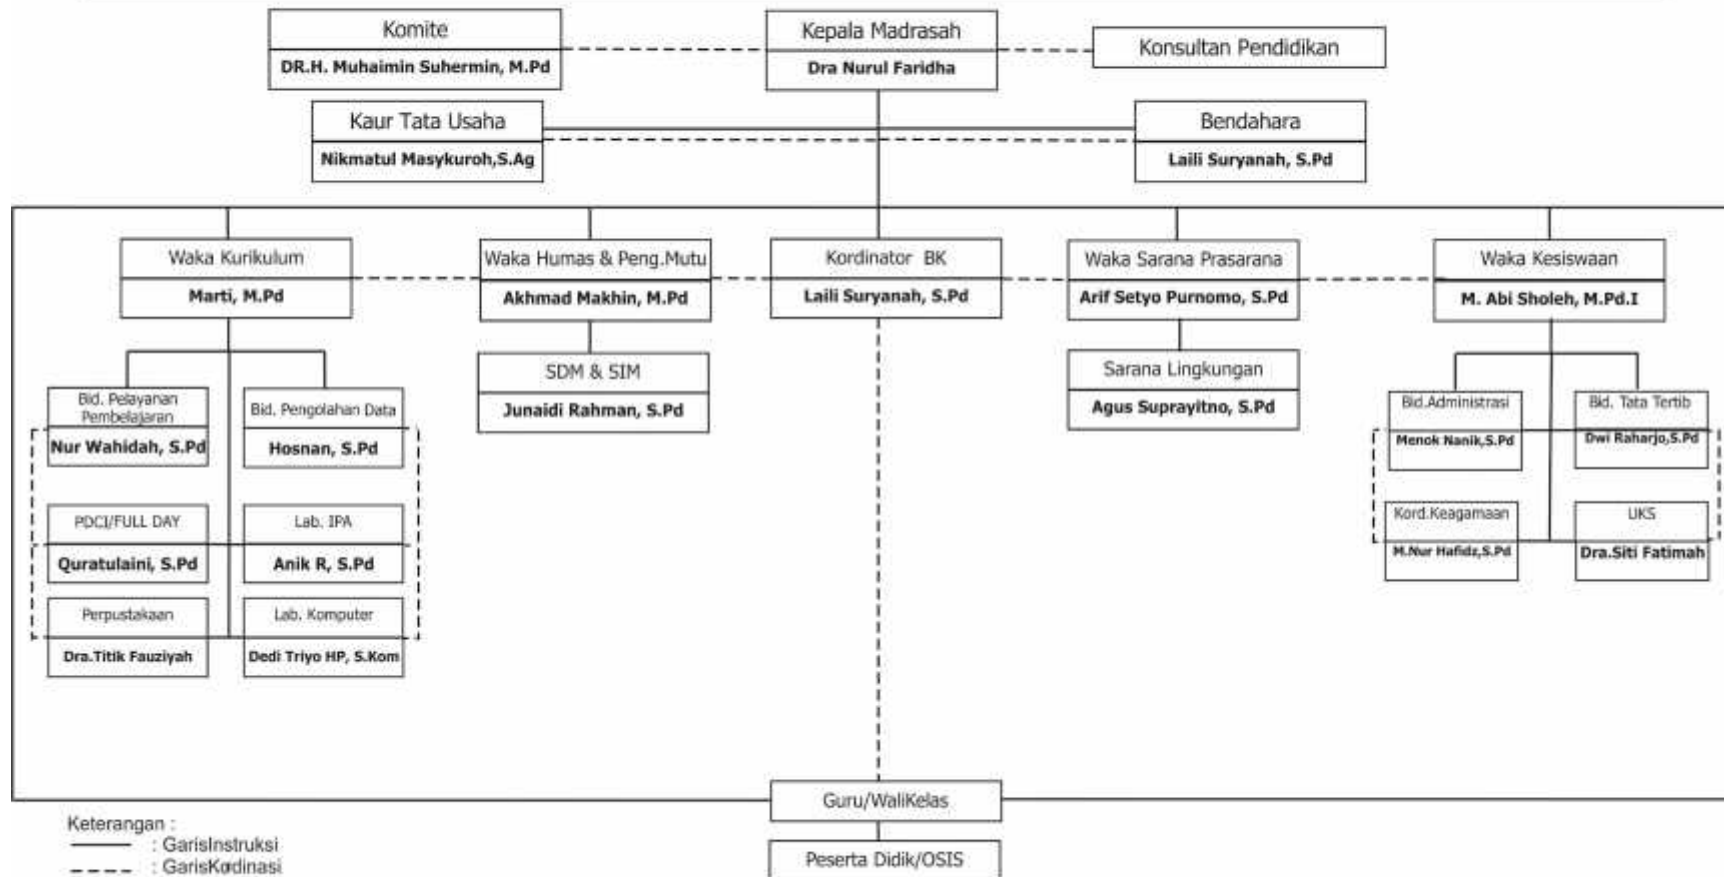 Komite
DR.H. Muhaimin Suhermin, M.Pd
Kepala Madrasah
Dra Nurul Faridha
Konsultan Pendidikan
Kaur Tata Usaha
Nikmatul Masykuroh,S.Ag
Bendahara
Laili Suryanah, S.Pd
Waka Kurikulum
Marti, M.Pd
Waka Humas & Peng.Mutu
Akhmad Makhin, M.Pd
Kordinator BK
Laili Suryanah, S.Pd
Waka Sarana Prasarana
Arif Setyo Purnomo, S.Pd
Waka Kesiswaan
M. Abi Sholeh, M.Pd.I
Bid. Pelayanan
Pembelajaran
Nur Wahidah, S.Pd
Bid. Pengolahan Data
Hosnan, S.Pd
SDM & SIM
Junaidi Rahman, S.Pd
Sarana Lingkungan
Agus Suprayitno, S.Pd
Bid.Administrasi
Menok Nanik,S.Pd
Bid. Tata Tertib
Dwi Raharjo,S.Pd
PDCI/FULL DAY
Quratulaini, S.Pd
Lab. IPA
Anik R, S.Pd
Kord.Keagamaan
M.Nur Hafidz,S.Pd
UKS
Dra.Siti Fatimah
Perpustakaan
Dra.Titik Fauziyah
Lab. Komputer
Dedi Triyo HP, S.Kom
Guru/WaliKelas
Peserta Didik/OSIS
Keterangan :
: GarisInstruksi
: GarisKodinasi